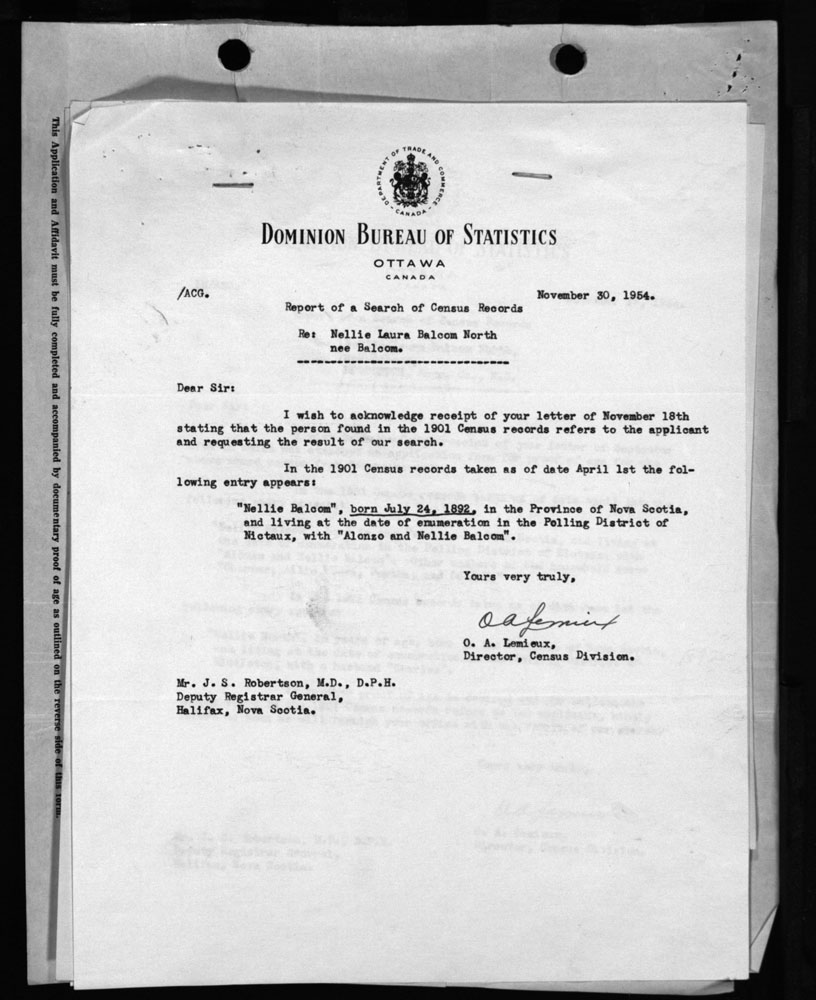 DEPARTMENT OF TRADE AND COMMERCE
CANADA
DOMINION BUREAU OF STATISTICS
OTTAWA
CANADA
/ACG.
November 30, 1954.
Report of a Search of Census Records
Re: Nellie Laura Balcom North
nee Balcom.
Dear Sir:
I wish to acknowledge receipt of your letter of November 18th
stating that the person found in the 1901 Census records refers to the applicant
and requesting the result of our search.
In the 1901 Census records taken as of date April 1st the fol-
lowing entry appears:
"Nellie Balcom", born July 24, 1892, in the Province of Nova Scotia,
and living at the date of enumeration in the Polling District of
Nictaux, with "Alonzo and Nellie Balcom".
Yours very truly,
O A Lemieux
O. A. Lemieux,
Director, Census Division.
Mr. J. S. Robertson, M.D., D.P.H.
Deputy Registrar General,
Halifax, Nova Scotia.
This Application and Affidavit must be fully completed and accompanied by documentary proof of age as outlined on the reverse side of this form.